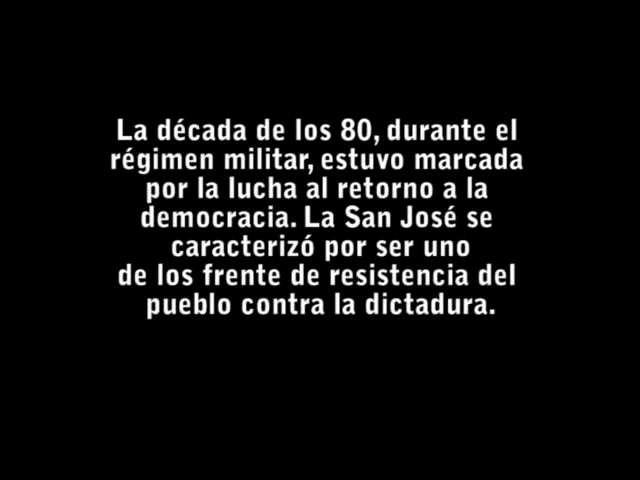 La década de los 80, durante el
régimen militar, estuvo marcada
por la lucha al retorno a la
democracia. La San José se
caracterizó por ser uno
de los frente de resistencia del
pueblo contra la dictadura.